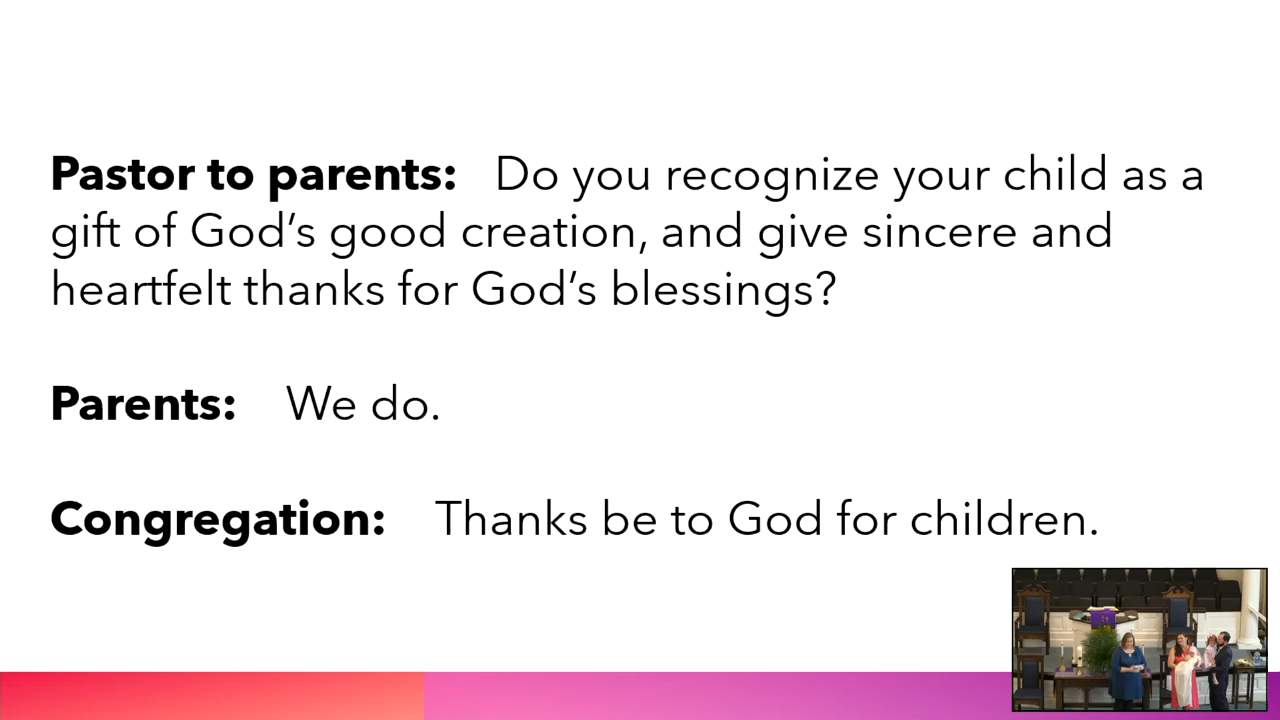 Pastor to parents: Do you recognize your child as a
gift of God’s good creation, and give sincere and
heartfelt thanks for God’s blessings?
Parents: We do.
Congregation: Thanks be to God for children.